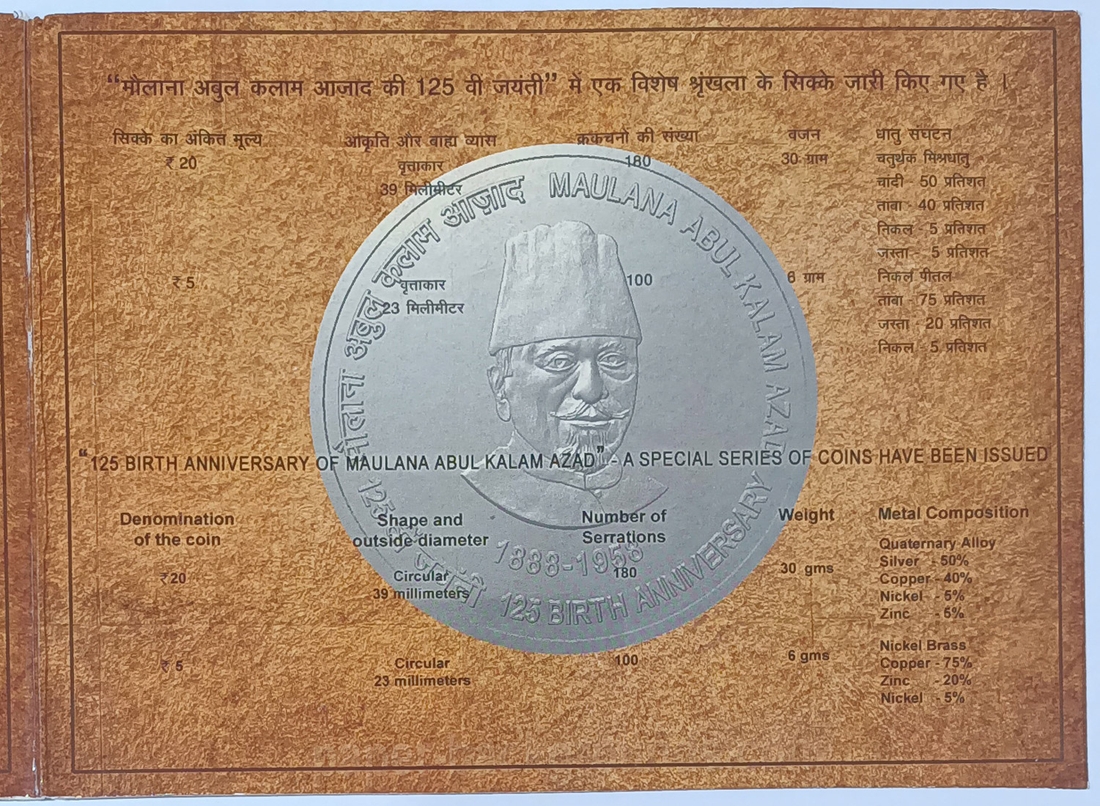 “मौलाना अबुल कलाम आजाद की 125 वी जयंती” में एक विशेष श्रृंखला के सिक्के जारी किए गए है ।
सिक्के का अंकित मूल्य आकृति और बाह्य व्यास क्रकचनों की संख्या वजन धातु संघटन
₹ 20 वृत्ताकार 180 30 ग्राम चतुर्थक मिश्रधातु
39 मिलीमीटर चांदी - 50 प्रतिशत
ताबा - 40 प्रतिशत
निकल - 5 प्रतिशत
जस्ता - 5 प्रतिशत
₹ 5 वृत्ताकार 100 6 ग्राम निकल पीतल
23 मिलीमीटर ताबा - 75 प्रतिशत
जस्ता - 20 प्रतिशत
निकल - 5 प्रतिशत
मौलाना अबुल कलाम आज़ाद MAULANA ABUL KALAM AZAD
“125 BIRTH ANNIVERSARY OF MAULANA ABUL KALAM AZAD” - A SPECIAL SERIES OF COINS HAVE BEEN ISSUED
Denomination of the coin
Shape and outside diameter
Number of Serrations
Weight
Metal Composition
₹20 Circular 180 30 gms Quaternary Alloy
39 millimeters Silver - 50%
Copper - 40%
Nickel - 5%
Zinc - 5%
₹ 5 Circular 100 6 gms Nickel Brass
23 millimeters Copper - 75%
Zinc - 20%
Nickel - 5%
1888-1958
125 वीं जयंती 125 BIRTH ANNIVERSARY